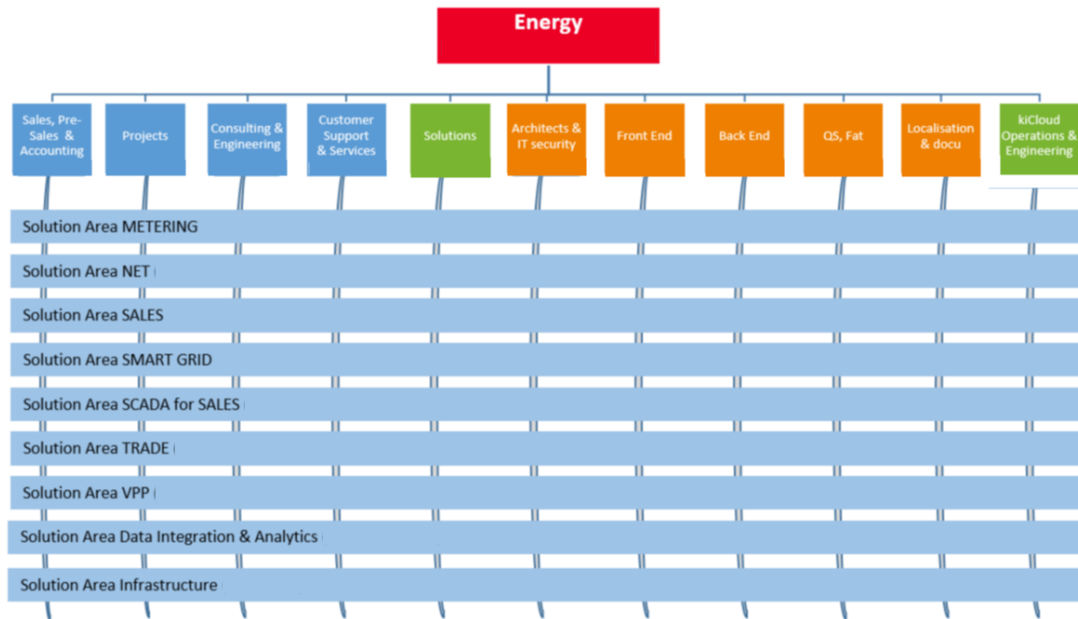 Energy
Sales, Pre-
Sales &
Accounting
Projects
Consulting &
Engineering
Customer
Support
& Services
Solutions
Architects &
IT security
Front End
Back End
QS, Fat
Localisation
& docu
kiCloud
Operations &
Engineering
Solution Area METERING
Solution Area NET
Solution Area SALES
Solution Area SMART GRID
Solution Area SCADA for SALES
Solution Area TRADE
Solution Area VPP
Solution Area Data Integration & Analytics
Solution Area Infrastructure